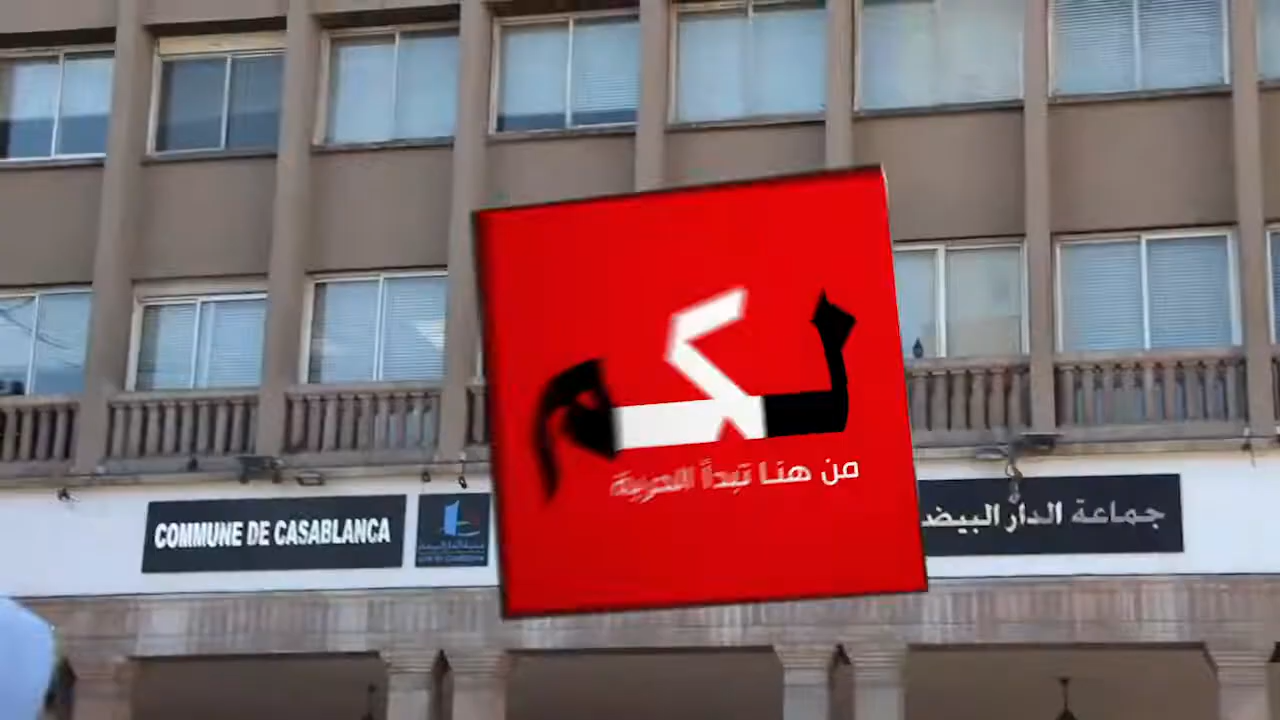 لكم
من هنا تبدأ الحرية
COMMUNE DE CASABLANCA
جماعة الدار البيض